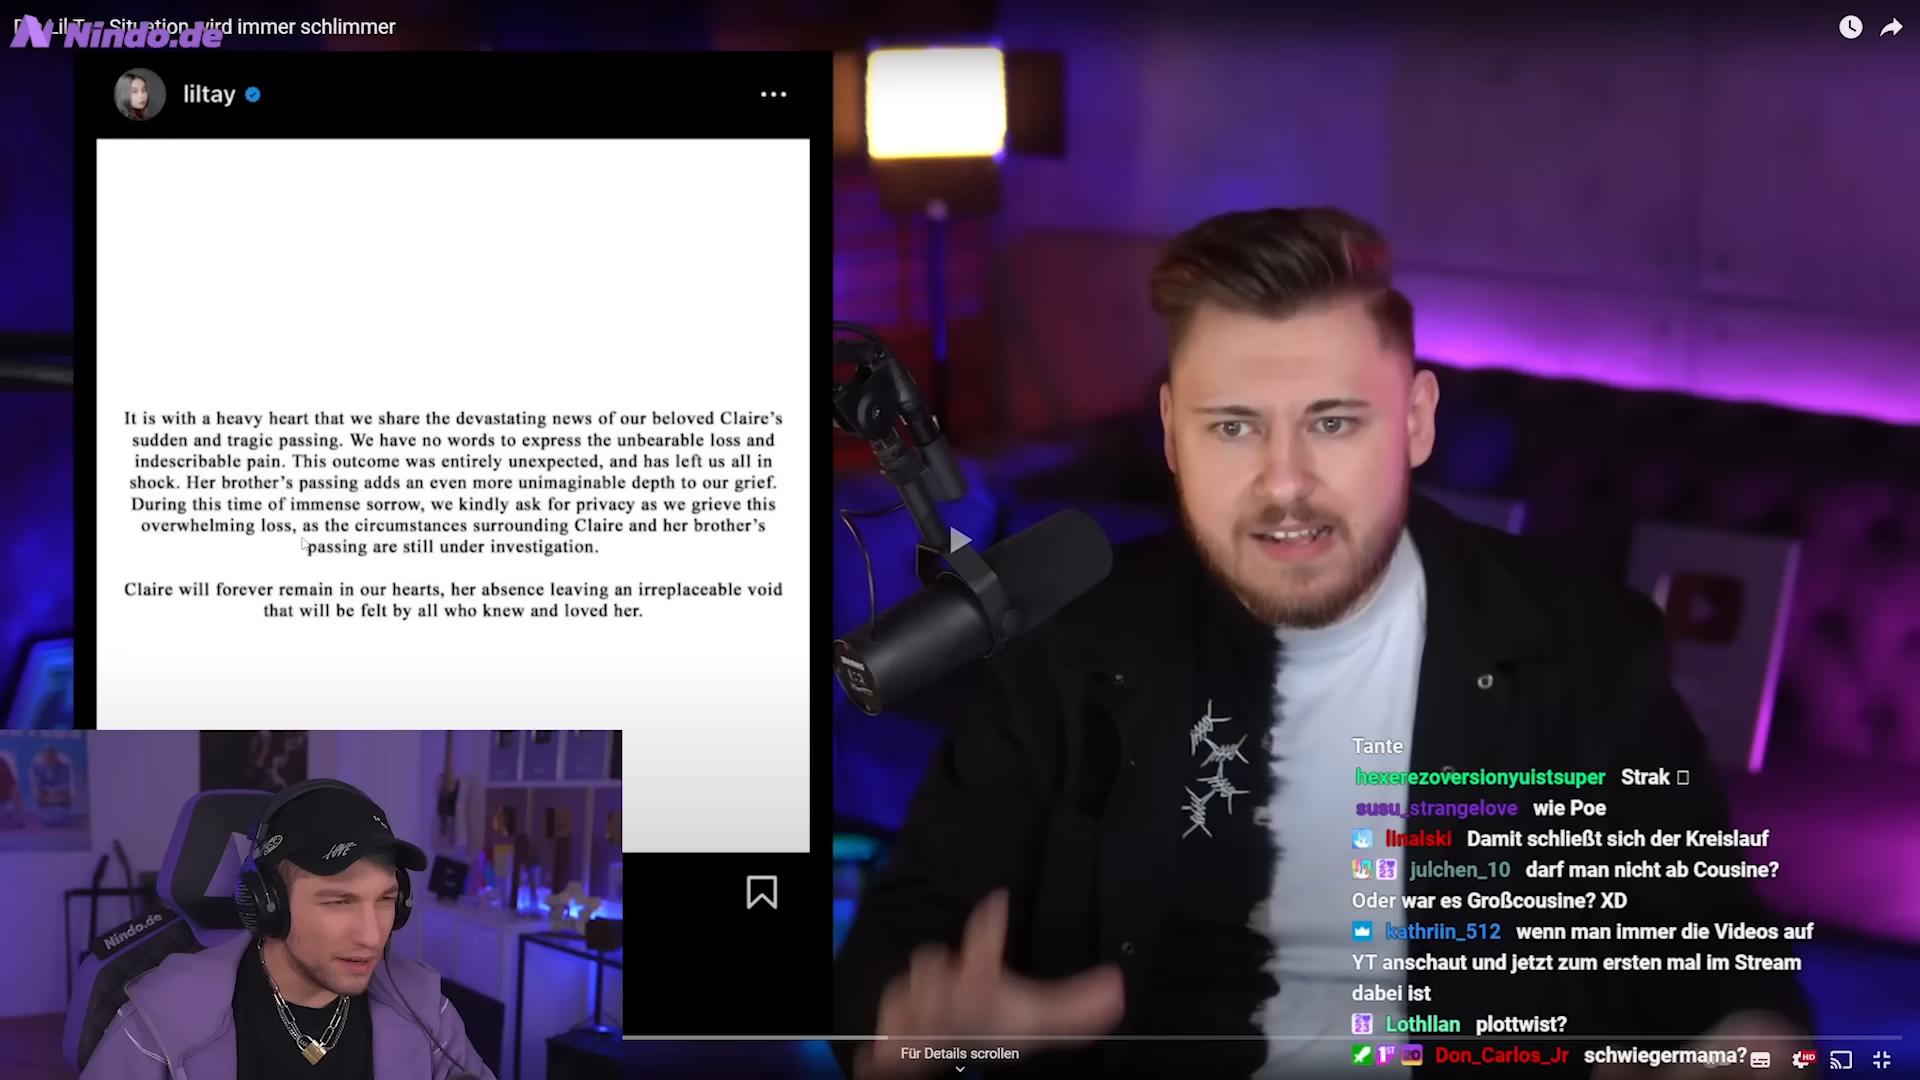 Situation wird immer schlimmer
Nindo.de
liltay
It is with a heavy heart that we share the devastating news of our beloved Claire's
sudden and tragic passing. We have no words to express the unbearable loss and
indescribable pain. This outcome was entirely unexpected, and has left us all in
shock. Her brother's passing adds an even more unimaginable depth to our grief.
During this time of immense sorrow, we kindly ask for privacy as we grieve this
overwhelming loss, as the circumstances surrounding Claire and her brother's
passing are still under investigation.
Claire will forever remain in our hearts, her absence leaving an irreplaceable void
that will be felt by all who knew and loved her.
LOVE
Nindo.de
Tante
hexerezoversionyuistsuper Strak
susu_strangelove wie Poe
linalski Damit schließt sich der Kreislauf
julchen_10 darf man nicht ab Cousine?
Oder war es Großcousine? XD
kathriin_512 wenn man immer die Videos auf
YT anschaut und jetzt zum ersten mal im Stream
dabei ist
Lothllan plottwist?
Don_Carlos_Jr schwiegermama?
Für Details scrollen
HD